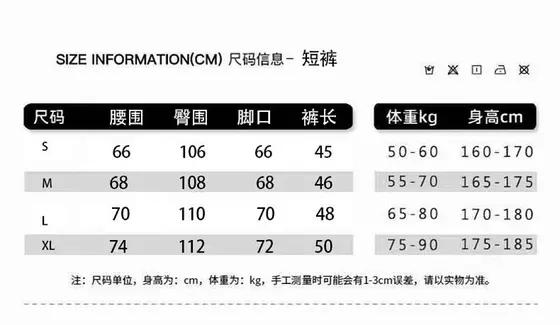 SIZE INFORMATION(CM) 尺码信息- 短裤
尺码 腰围 臀围 脚口 裤长 体重kg 身高cm
S 66 106 66 45 50-60 160-170
M 68 108 68 46 55-70 165-175
L 70 110 70 48 65-80 170-180
XL 74 112 72 50 75-90 175-185
注：尺码单位，身高为：cm，体重为：kg，手工测量时可能会有1-3cm误差，请以实物为准。